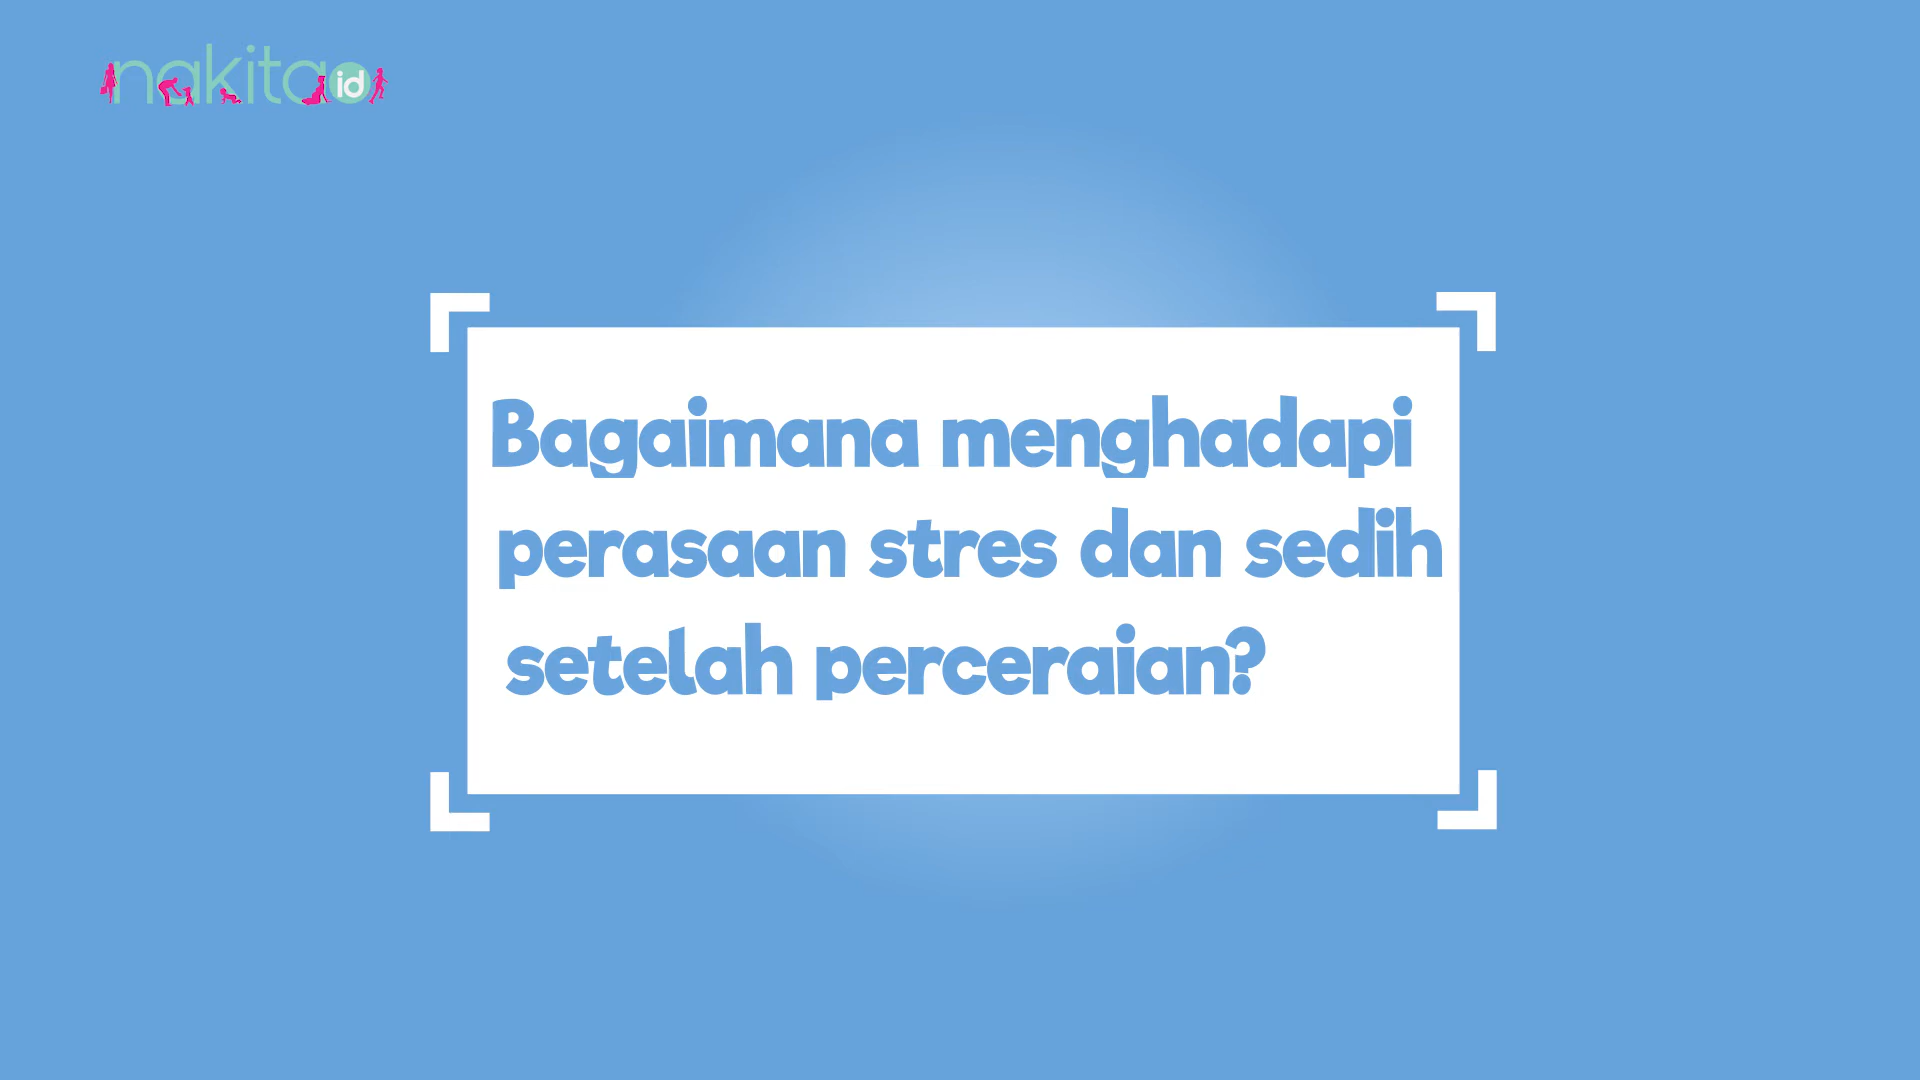 nakita id
Bagaimana menghadapi
perasaan stres dan sedih
setelah perceraian?